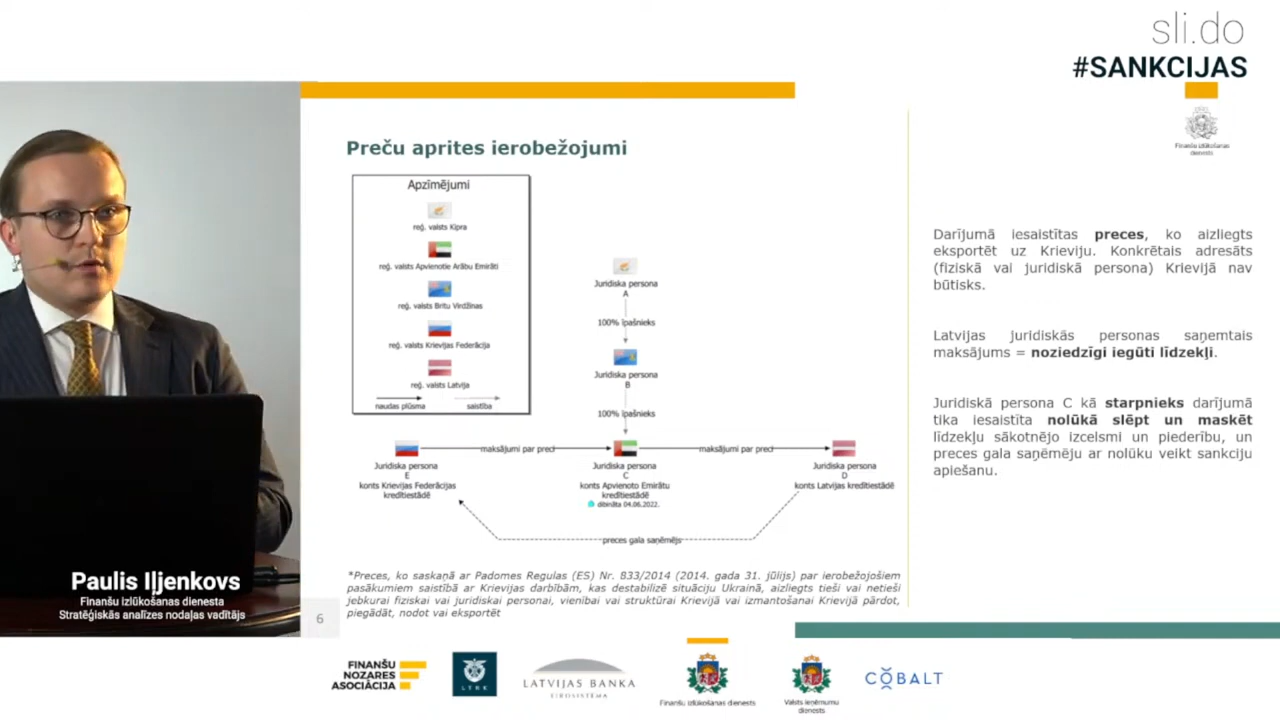 sli.do
#SANKCIJAS
Finanšu izlūkošanas
dienests
Preču aprites ierobežojumi
Apzīmējumi
reģ. valsts Kipra
reģ. valsts Apvienotie Arābu Emirāti
reģ. valsts Britu Virdžīnas
reģ. valsts Krievijas Federācija
reģ. valsts Latvija
naudas plūsma
saistība
Juridiska persona
A
100% īpašnieks
Juridiska persona
B
100% īpašnieks
maksājumi par preci
maksājumi par preci
Juridiska persona
E
konts Krievijas Federācijas
kredītiestādē
Juridiska persona
C
konts Apvienoto Emirātu
kredītiestādē
dibināta 04.06.2022.
Juridiska persona
D
konts Latvijas kredītiestādē
preces gala saņēmējs
*Preces, ko saskaņā ar Padomes Regulas (ES) Nr. 833/2014 (2014. gada 31. jūlijs) par ierobežojošiem
pasākumiem saistībā ar Krievijas darbībām, kas destabilizē situāciju Ukrainā, aizliegts tieši vai netieši
jebkurai fiziskai vai juridiskai personai, vienībai vai struktūrai Krievijā vai izmantošanai Krievijā pārdot,
piegādāt, nodot vai eksportēt
6
Darījumā iesaistītas preces, ko aizliegts
eksportēt uz Krieviju. Konkrētais adresāts
(fiziskā vai juridiskā persona) Krievijā nav
būtisks.
Latvijas juridiskās personas saņemtais
maksājums = noziedzīgi iegūti līdzekļi.
Juridiskā persona C kā starpnieks darījumā
tika iesaistīta nolūkā slēpt un maskēt
līdzekļu sākotnējo izcelsmi un piederību, un
preces gala saņēmēju ar nolūku veikt sankciju
apiešanu.
Paulis Iļjenkovs
Finanšu izlūkošanas dienesta
Stratēģiskās analīzes nodaļas vadītājs
FINANŠU
NOZARES
ASOCIĀCIJA
LTRK
LATVIJAS BANKA
EIROSISTĒMA
Finanšu izlūkošanas dienests
Valsts ieņēmumu
dienests
COBALT